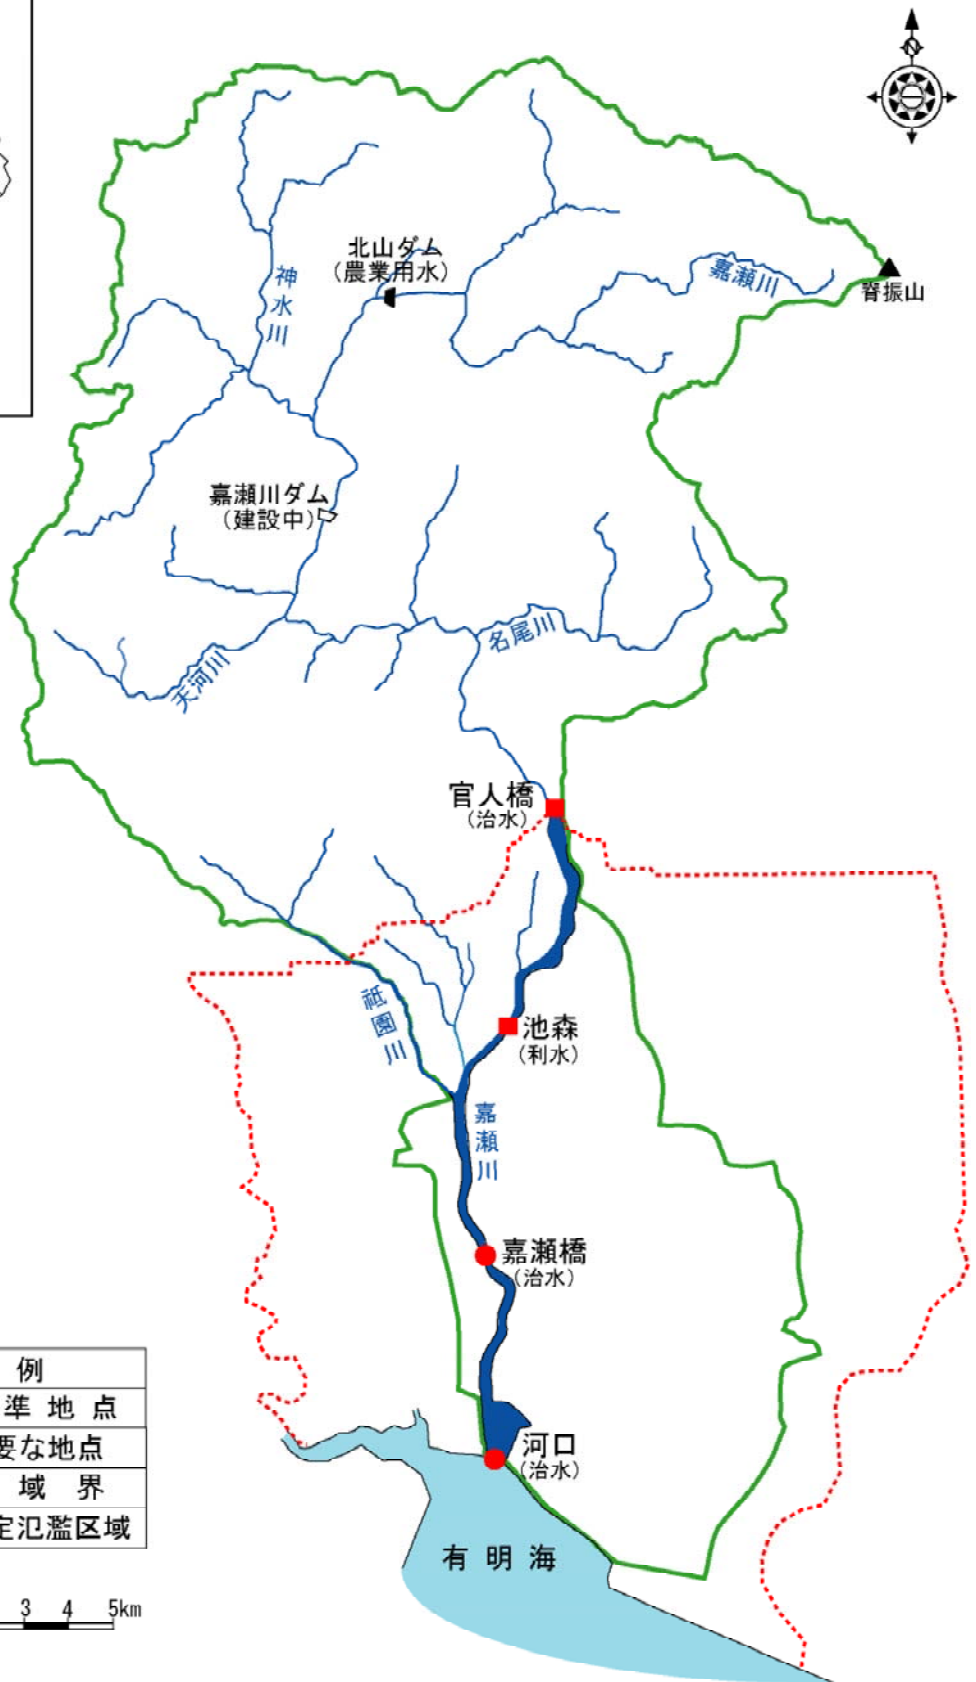 N
北山ダム
(農業用水)
神水川
嘉瀬川
脊振山
嘉瀬川ダム
(建設中)
名尾川
天河川
官人橋
(治水)
祇園川
池森
(利水)
嘉瀬川
嘉瀬橋
(治水)
河口
(治水)
有明海
例
準地点
要な地点
域界
定氾濫区域
3 4 5km